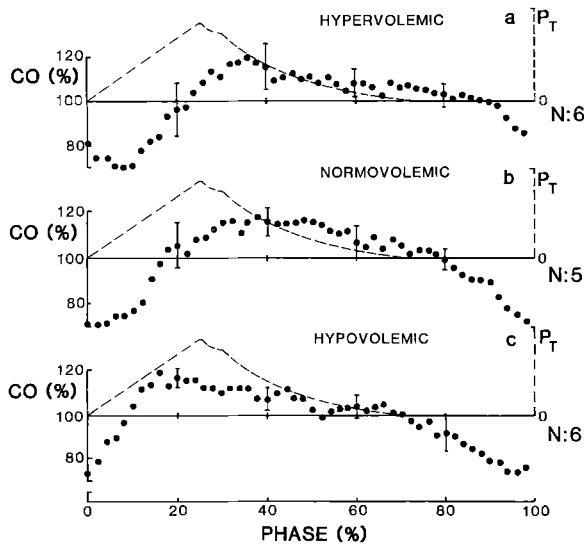 HYPERVOLEMIC a P_T
120
CO (%)
100 0
N:6
80
NORMOVOLEMIC b P_T
120
CO (%)
100 0
N:5
80
HYPOVOLEMIC c P_T
120
CO (%)
100 0
N:6
80
0 20 40 60 80 100
PHASE (%)